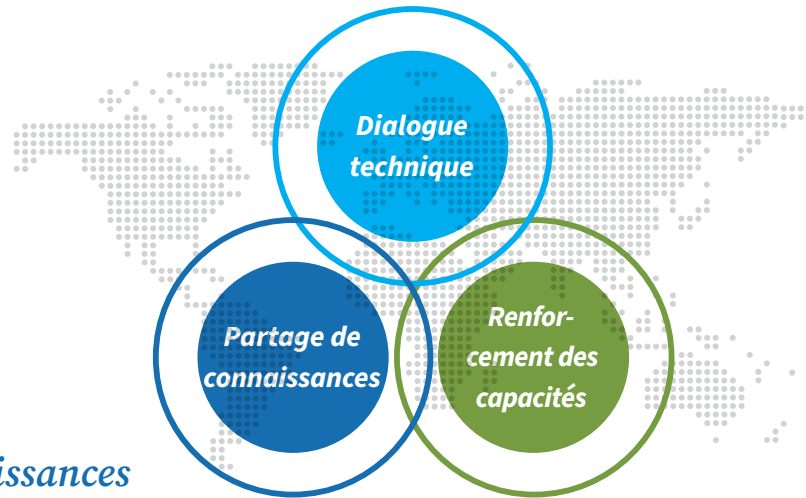 Dialogue
technique
Partage de
connaissances
Renfor-
cement des
capacités
issances